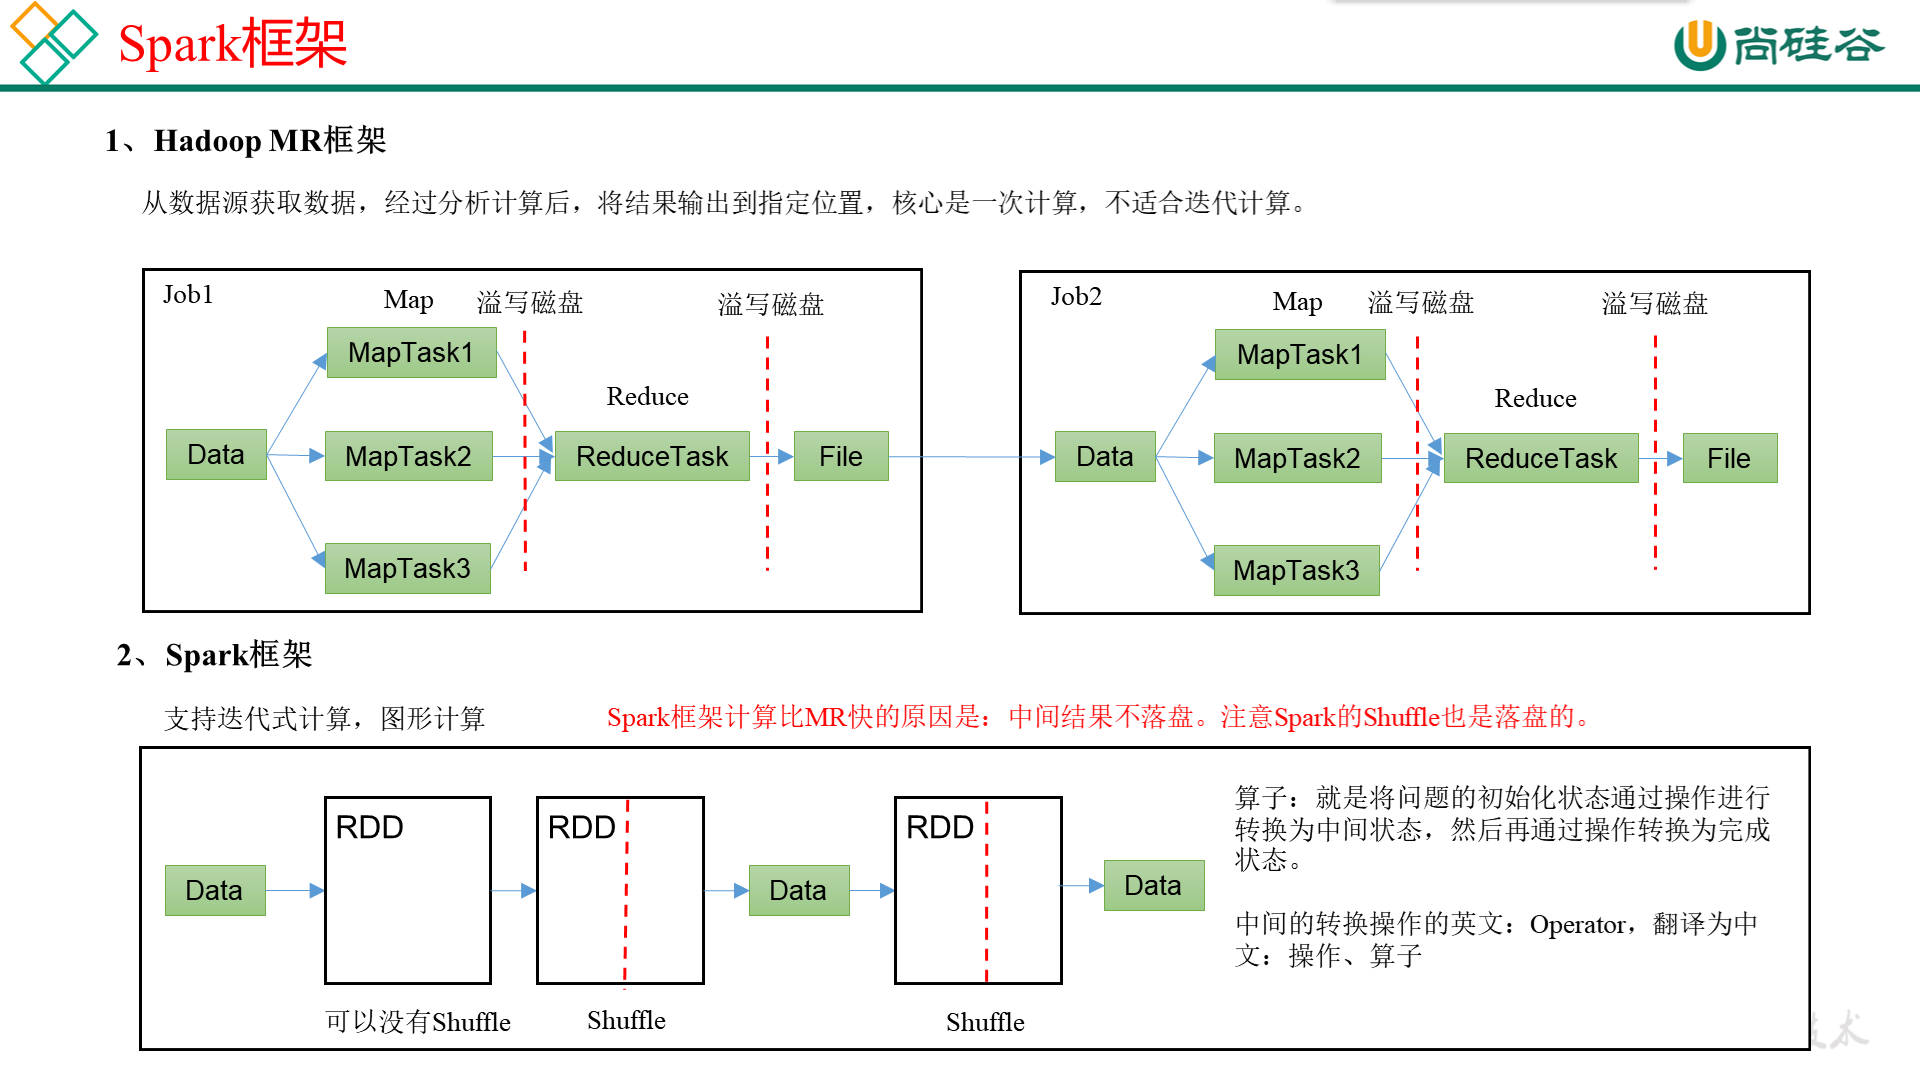 Spark框架
尚硅谷
1、Hadoop MR框架
从数据源获取数据，经过分析计算后，将结果输出到指定位置，核心是一次计算，不适合迭代计算。
Job1
Map
溢写磁盘
溢写磁盘
MapTask1
Reduce
Data
MapTask2
ReduceTask
File
MapTask3
Job2
Map
溢写磁盘
溢写磁盘
MapTask1
Reduce
Data
MapTask2
ReduceTask
File
MapTask3
2、Spark框架
支持迭代式计算，图形计算
Spark框架计算比MR快的原因是：中间结果不落盘。注意Spark的Shuffle也是落盘的。
Data
RDD
可以没有Shuffle
RDD
Shuffle
Data
RDD
Shuffle
Data
算子：就是将问题的初始化状态通过操作进行
转换为中间状态，然后再通过操作转换为完成
状态。
中间的转换操作的英文：Operator，翻译为中
文：操作、算子
术